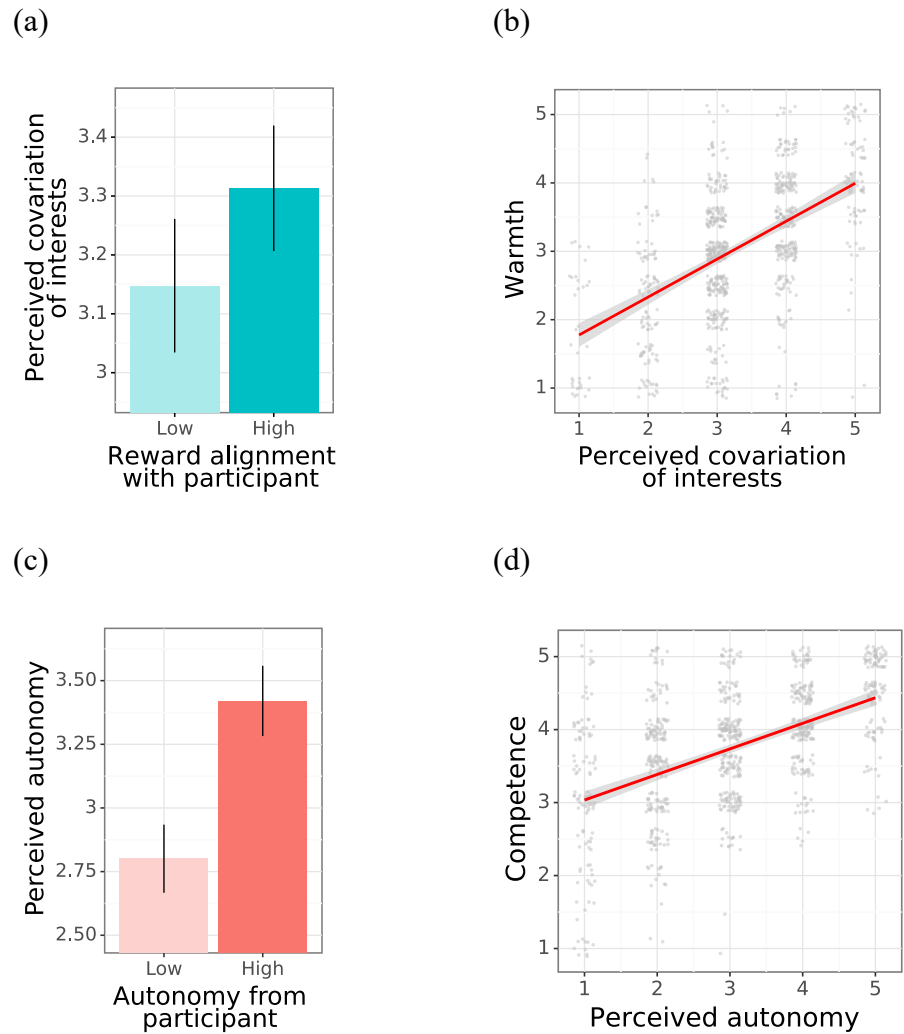 (a)
Perceived covariation
of interests
3.4
3.3
3.2
3.1
3
Low
High
Reward alignment
with participant
(b)
Warmth
5
4
3
2
1
1
2
3
4
5
Perceived covariation
of interests
(c)
Perceived autonomy
3.50
3.25
3
2.75
2.50
Low
High
Autonomy from
participant
(d)
Competence
5
4
3
2
1
1
2
3
4
5
Perceived autonomy